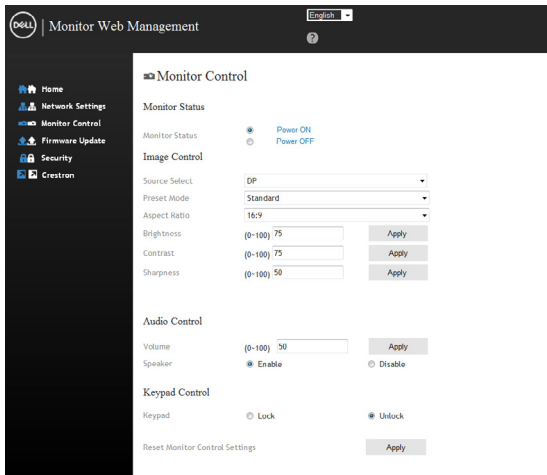 DELL
Monitor Web Management
English
?
Home
Network Settings
Monitor Control
Firmware Update
Security
Crestron
Monitor Control
Monitor Status
Monitor Status
Power ON
Power OFF
Image Control
Source Select DP
Preset Mode Standard
Aspect Ratio 16:9
Brightness (0~100) 75 Apply
Contrast (0~100) 75 Apply
Sharpness (0~100) 50 Apply
Audio Control
Volume (0~100) 50 Apply
Speaker Enable Disable
Keypad Control
Keypad Lock Unlock
Reset Monitor Control Settings Apply